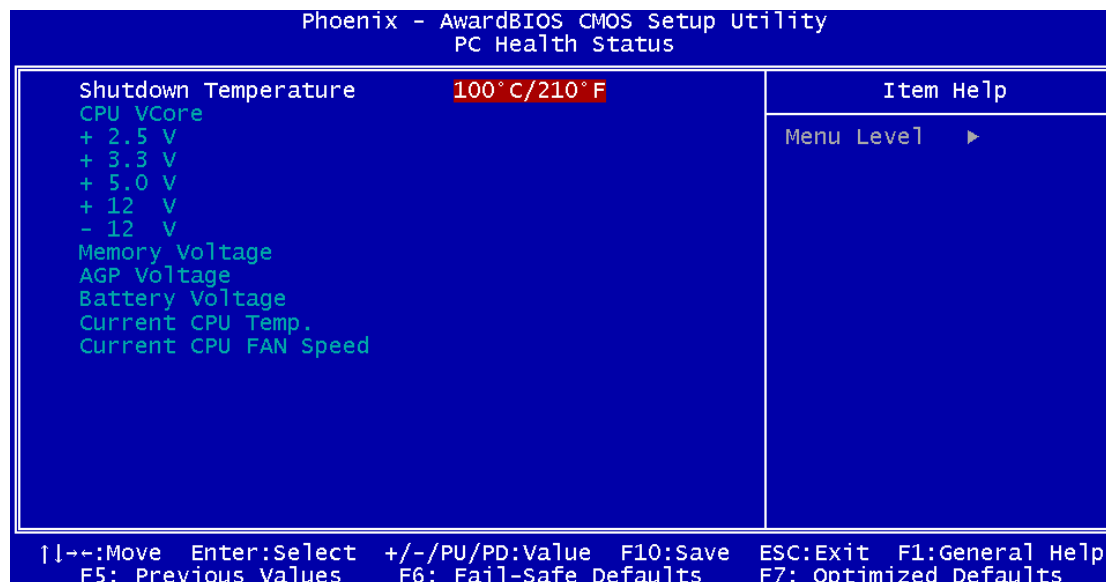 Phoenix - AwardBIOS CMOS Setup Utility
PC Health Status
Shutdown Temperature 100°C/210°F
CPU VCore
+ 2.5 V
+ 3.3 V
+ 5.0 V
+ 12 V
- 12 V
Memory Voltage
AGP Voltage
Battery Voltage
Current CPU Temp.
Current CPU FAN Speed
Item Help
Menu Level ▶
↑↓→←:Move Enter:Select +/-/PU/PD:Value F10:Save ESC:Exit F1:General Help
F5: Previous Values F6: Fail-Safe Defaults F7: Optimized Defaults